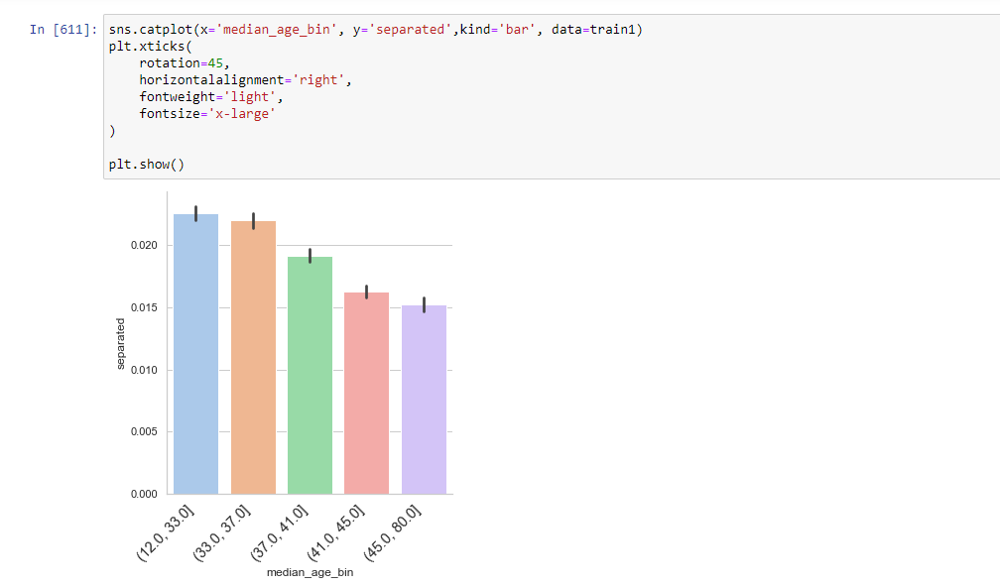 In [611]: sns.catplot(x='median_age_bin', y='separated',kind='bar', data=train1)
plt.xticks(
    rotation=45,
    horizontalalignment='right',
    fontweight='light',
    fontsize='x-large'
)
plt.show()
0.020
0.015
0.010
0.005
0.000
separated
(12.0, 33.0]
(33.0, 37.0]
(37.0, 41.0]
(41.0, 45.0]
(45.0, 80.0]
median_age_bin